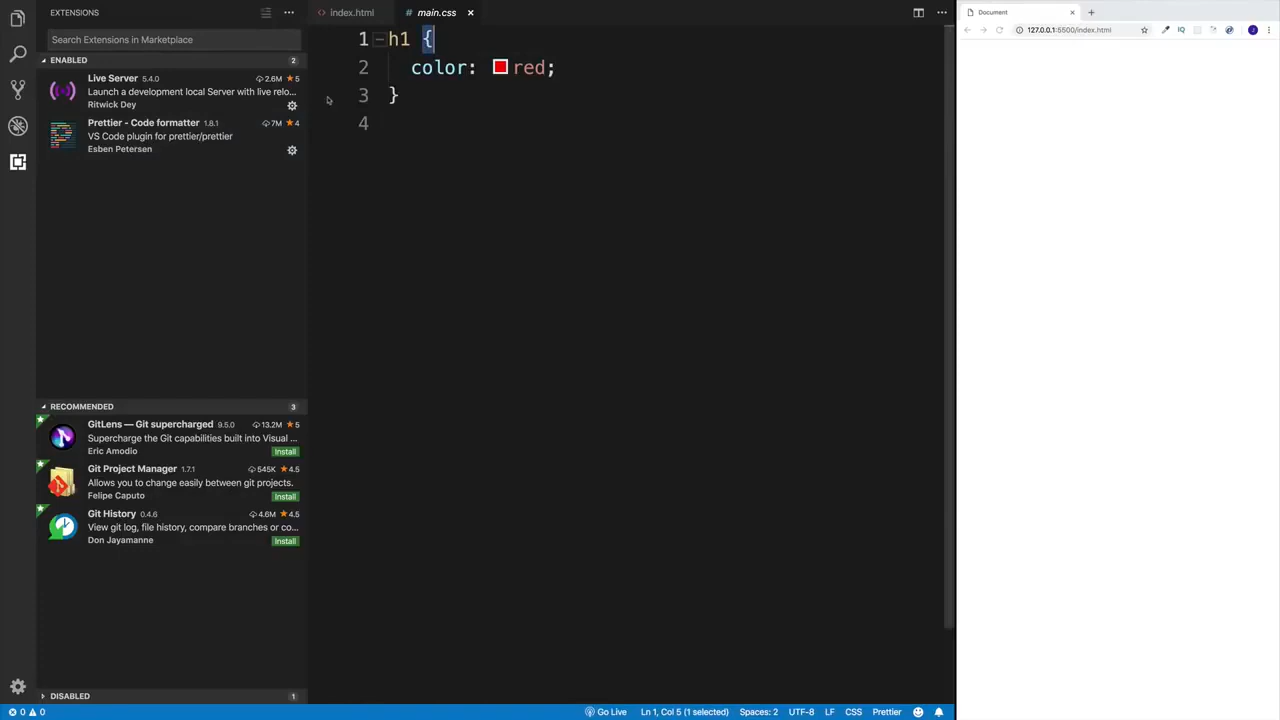 EXTENSIONS
Search Extensions in Marketplace
ENABLED 2
Live Server 5.4.0 2.6M 5
Launch a development local Server with live relo...
Ritwick Dey
Prettier - Code formatter 1.8.1 7M 4
VS Code plugin for prettier/prettier
Esben Petersen
RECOMMENDED 3
GitLens — Git supercharged 9.5.0 13.2M 5
Supercharge the Git capabilities built into Visual ...
Eric Amodio Install
Git Project Manager 1.7.1 545K 4.5
Allows you to change easily between git projects.
Felipe Caputo Install
Git History 0.4.6 4.6M 4.5
View git log, file history, compare branches or co...
Don Jayamanne Install
DISABLED 1
index.html # main.css
1 h1 {
2 color: red;
3 }
4
Document
127.0.0.1:5500/index.html IQ J
0 0 Go Live Ln 1, Col 5 (1 selected) Spaces: 2 UTF-8 LF CSS Prettier